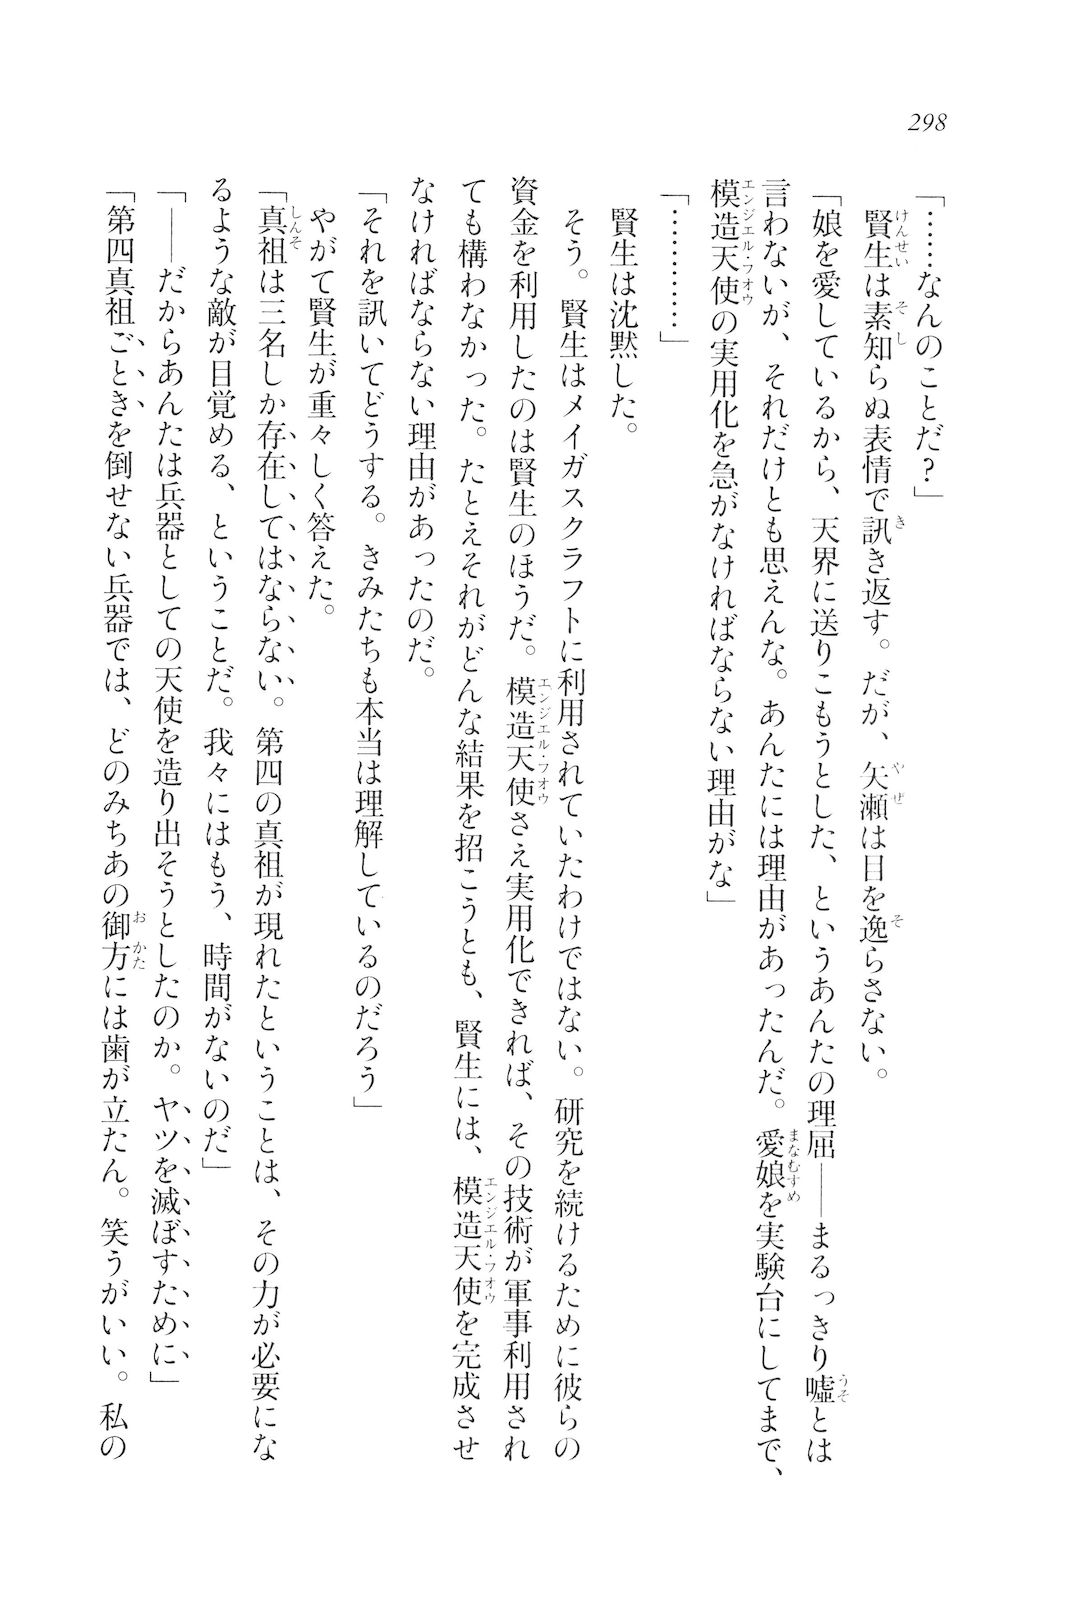 298
「……なんのことだ？」
　賢生は素知らぬ表情で訊き返す。だが、矢瀬は目を逸らさない。
「娘を愛しているから、天界に送りこもうとした、というあんたの理屈――まるっきり嘘とは
言わないが、それだけとも思えんな。あんたには理由があったんだ。愛娘を実験台にしてまで、
模造天使の実用化を急がなければならない理由がな」
「…………」
　賢生は沈黙した。
　そう。賢生はメイガスクラフトに利用されていたわけではない。研究を続けるために彼らの
資金を利用したのは賢生のほうだ。模造天使さえ実用化できれば、その技術が軍事利用され
ても構わなかった。たとえそれがどんな結果を招こうとも、賢生には、模造天使を完成させ
なければならない理由があったのだ。
「それを訊いてどうする。きみたちも本当は理解しているのだろう」
　やがて賢生が重々しく答えた。
「真祖は三名しか存在してはならない。第四の真祖が現れたということは、その力が必要にな
るような敵が目覚める、ということだ。我々にはもう、時間がないのだ」
「――だからあんたは兵器としての天使を造り出そうとしたのか。ヤツを滅ぼすために」
「第四真祖ごときを倒せない兵器では、どのみちあの御方には歯が立たん。笑うがいい。私の